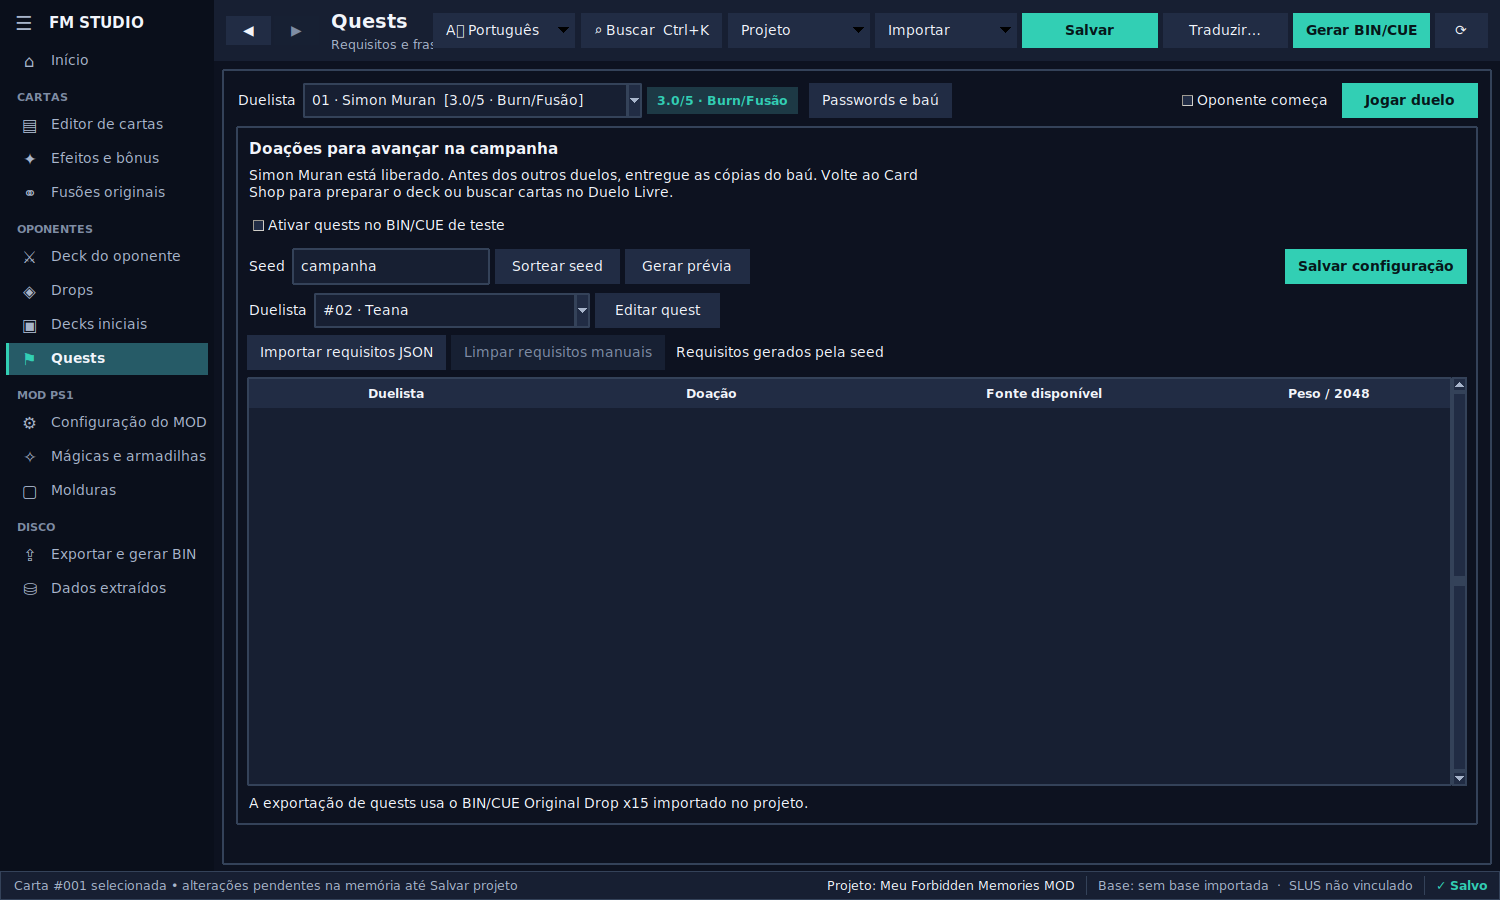 FM STUDIO
Início
CARTAS
Editor de cartas
Efeitos e bônus
Fusões originais
OPONENTES
Deck do oponente
Drops
Decks iniciais
Quests
MOD PS1
Configuração do MOD
Mágicas e armadilhas
Molduras
DISCO
Exportar e gerar BIN
Dados extraídos
Quests
Requisitos e fras
A Português
Buscar Ctrl+K
Projeto
Importar
Salvar
Traduzir...
Gerar BIN/CUE
Duelista
01 · Simon Muran [3.0/5 · Burn/Fusão]
3.0/5 · Burn/Fusão
Passwords e baú
Oponente começa
Jogar duelo
Doações para avançar na campanha
Simon Muran está liberado. Antes dos outros duelos, entregue as cópias do baú. Volte ao Card
Shop para preparar o deck ou buscar cartas no Duelo Livre.
Ativar quests no BIN/CUE de teste
Seed
campanha
Sortear seed
Gerar prévia
Salvar configuração
Duelista
#02 · Teana
Editar quest
Importar requisitos JSON
Limpar requisitos manuais
Requisitos gerados pela seed
Duelista
Doação
Fonte disponível
Peso / 2048
A exportação de quests usa o BIN/CUE Original Drop x15 importado no projeto.
Carta #001 selecionada • alterações pendentes na memória até Salvar projeto
Projeto: Meu Forbidden Memories MOD
Base: sem base importada · SLUS não vinculado
✓ Salvo